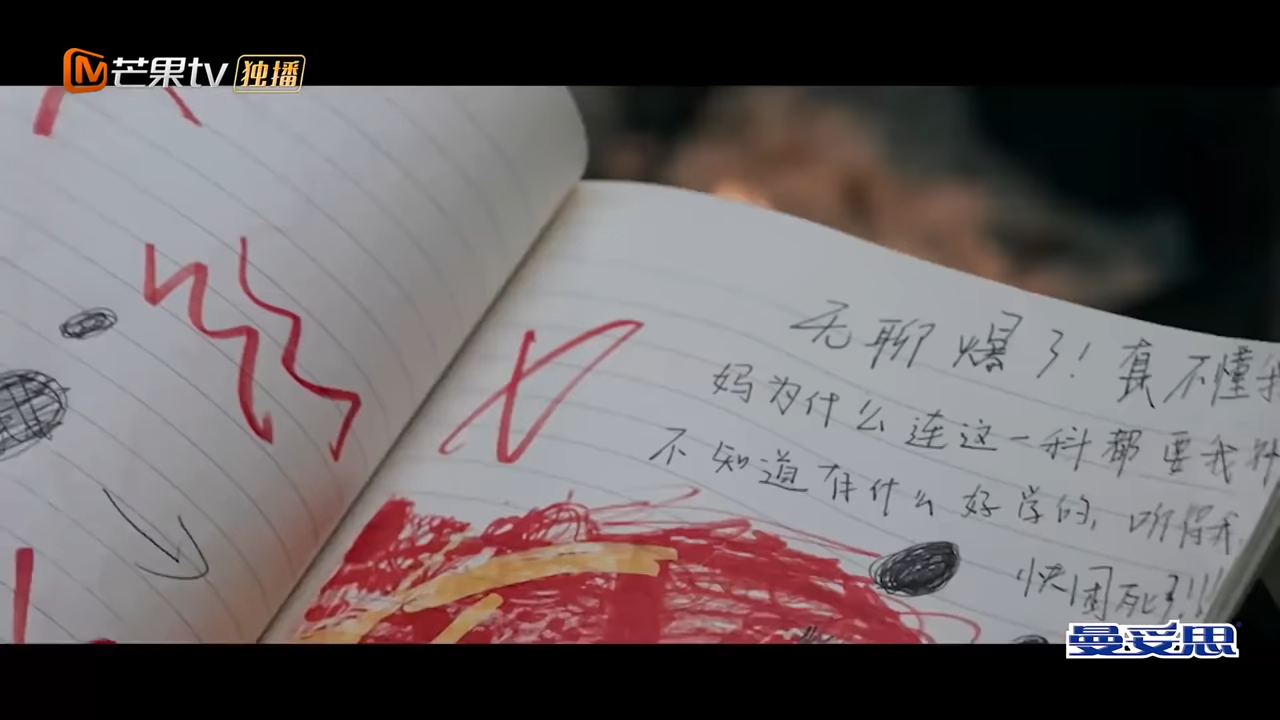 芒果tv 独播
无聊爆了！真不懂我
妈为什么连这一科都要我补
不知道有什么好学的，听得我
快困死了!!!
曼妥思